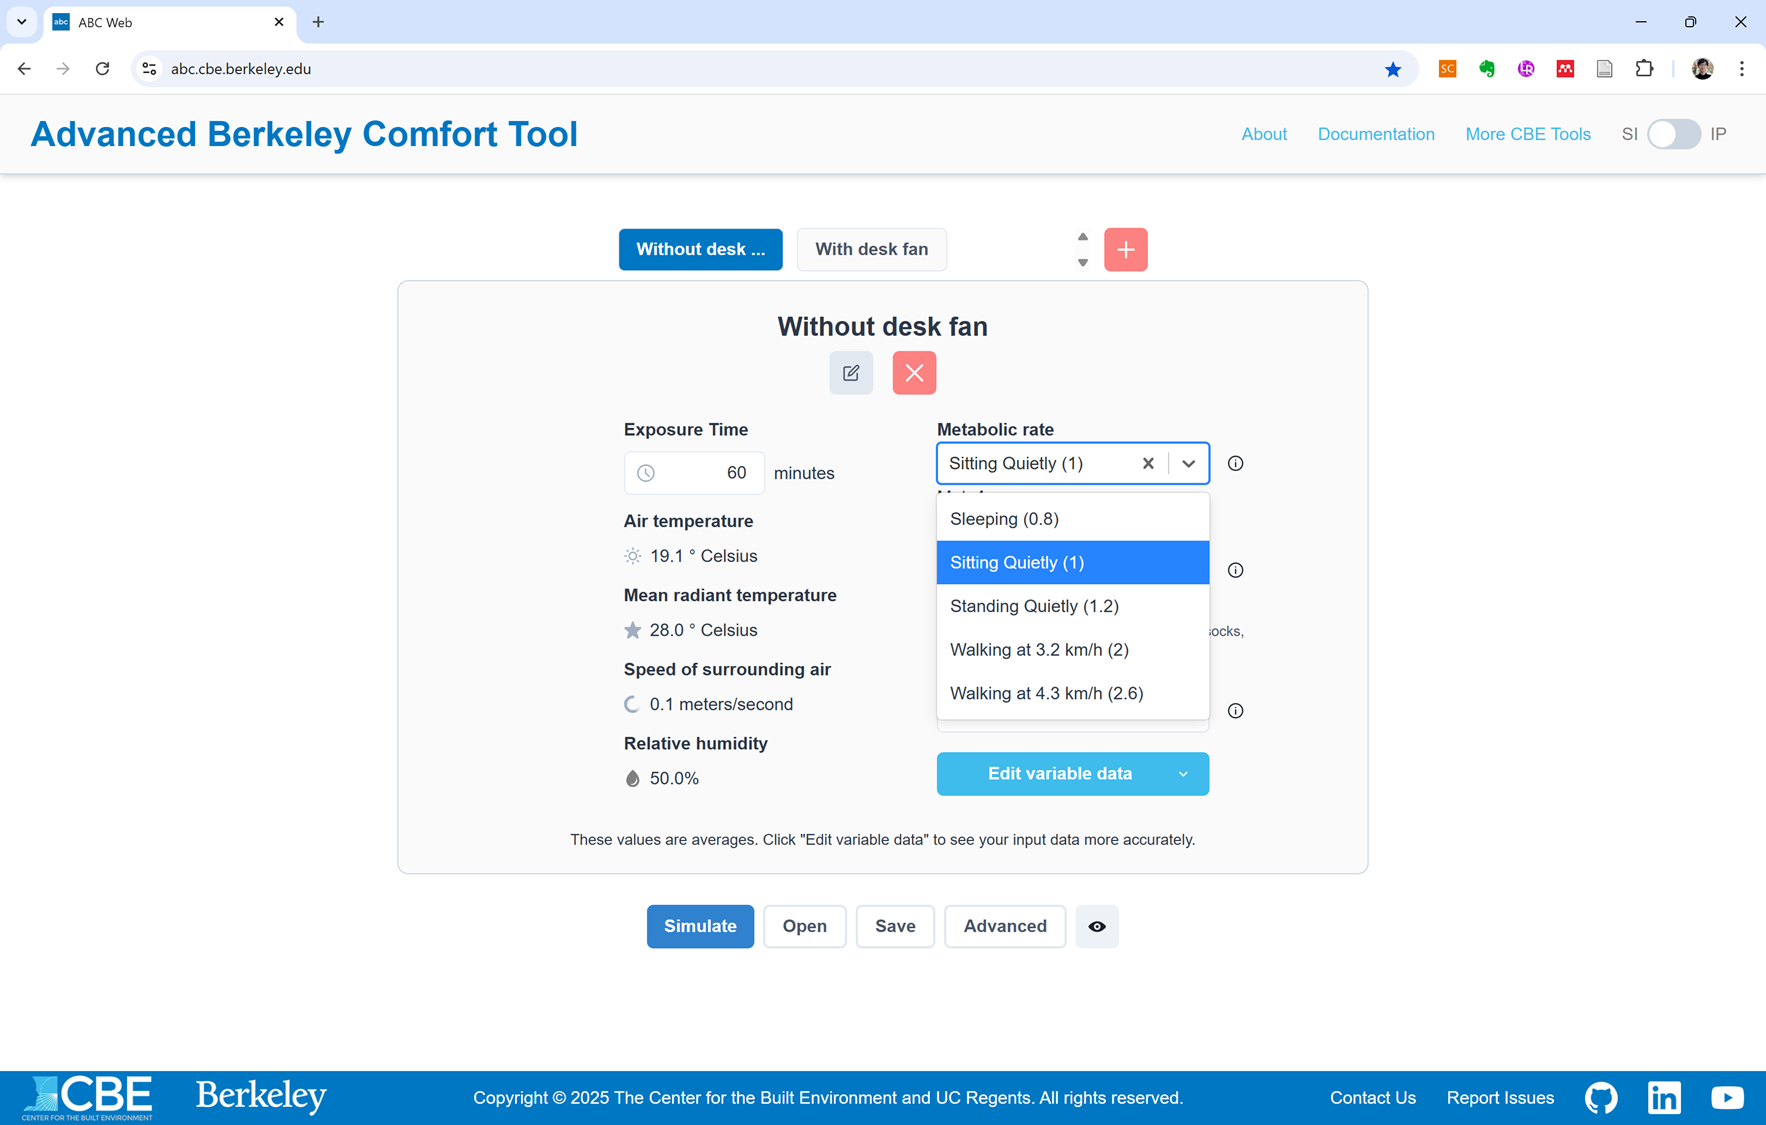 abc ABC Web
abc.cbe.berkeley.edu
SC
Advanced Berkeley Comfort Tool
About Documentation More CBE Tools SI IP
Without desk ... With desk fan
Without desk fan
Exposure Time
60 minutes
Air temperature
19.1 ° Celsius
Mean radiant temperature
28.0 ° Celsius
Speed of surrounding air
0.1 meters/second
Relative humidity
50.0%
Metabolic rate
Sitting Quietly (1)
Sleeping (0.8)
Sitting Quietly (1)
Standing Quietly (1.2)
Walking at 3.2 km/h (2)
Walking at 4.3 km/h (2.6)
socks,
Edit variable data
These values are averages. Click "Edit variable data" to see your input data more accurately.
Simulate Open Save Advanced
CBE
CENTER FOR THE BUILT ENVIRONMENT
Berkeley
Copyright © 2025 The Center for the Built Environment and UC Regents. All rights reserved.
Contact Us Report Issues in